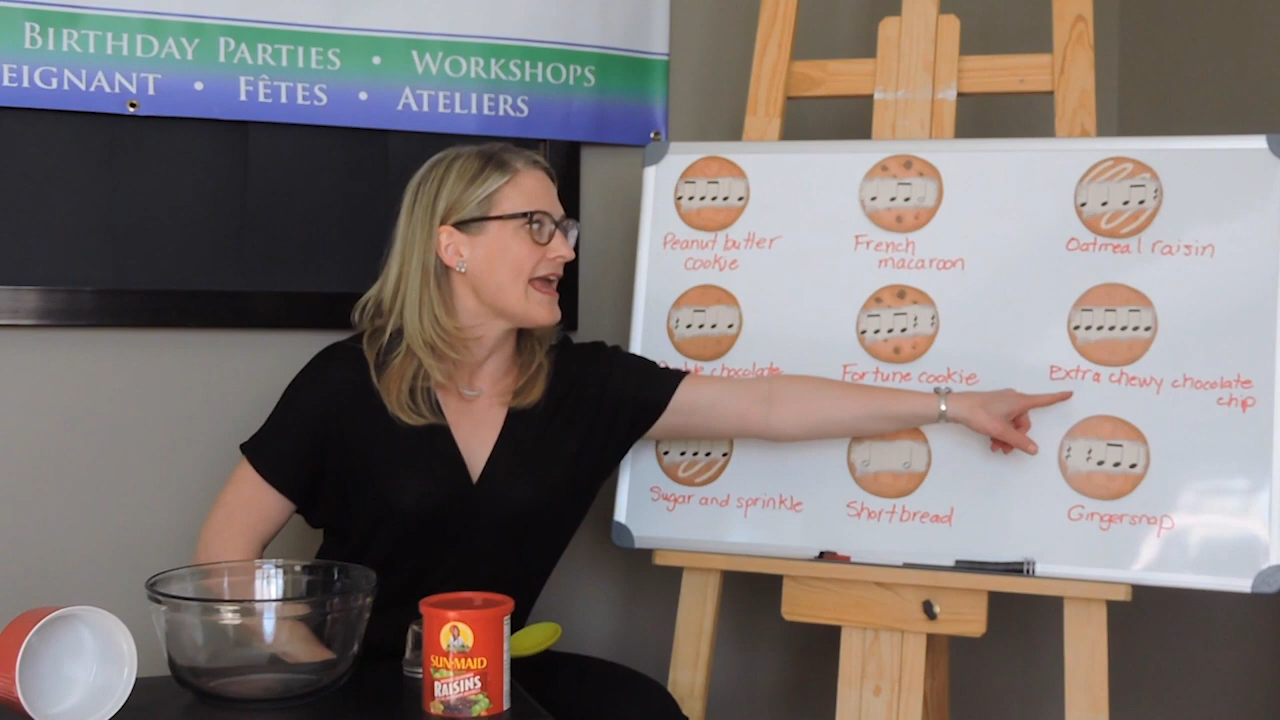 BIRTHDAY PARTIES • WORKSHOPS
EIGNANT • FÊTES • ATELIERS
Peanut butter
cookie
French
macaroon
Oatmeal raisin
chocolate
Fortune cookie
Extra chewy chocolate
chip
Sugar and sprinkle
Shortbread
Gingersnap
SUN-MAID
RAISINS